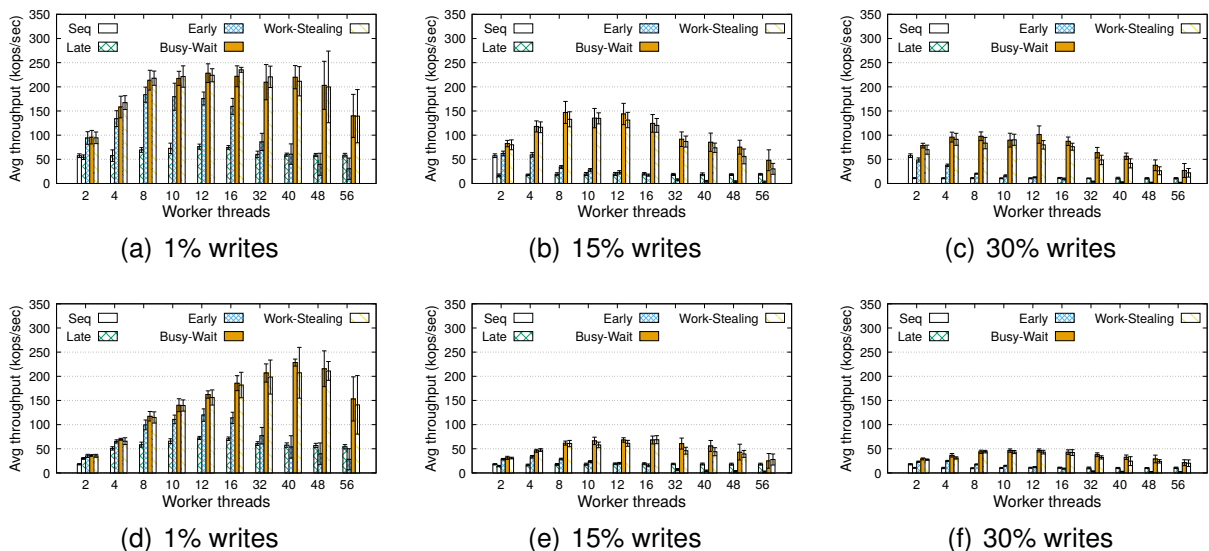 Avg throughput (kops/sec)
350
300
250
200
150
100
50
0
Seq
Late
Early
Busy-Wait
Work-Stealing
2 4 8 10 12 16 32 40 48 56
Worker threads
(a) 1% writes
Avg throughput (kops/sec)
350
300
250
200
150
100
50
0
Seq
Late
Early
Busy-Wait
Work-Stealing
2 4 8 10 12 16 32 40 48 56
Worker threads
(b) 15% writes
Avg throughput (kops/sec)
350
300
250
200
150
100
50
0
Seq
Late
Early
Busy-Wait
Work-Stealing
2 4 8 10 12 16 32 40 48 56
Worker threads
(c) 30% writes
Avg throughput (kops/sec)
350
300
250
200
150
100
50
0
Seq
Late
Early
Busy-Wait
Work-Stealing
2 4 8 10 12 16 32 40 48 56
Worker threads
(d) 1% writes
Avg throughput (kops/sec)
350
300
250
200
150
100
50
0
Seq
Late
Early
Busy-Wait
Work-Stealing
2 4 8 10 12 16 32 40 48 56
Worker threads
(e) 15% writes
Avg throughput (kops/sec)
350
300
250
200
150
100
50
0
Seq
Late
Early
Busy-Wait
Work-Stealing
2 4 8 10 12 16 32 40 48 56
Worker threads
(f) 30% writes